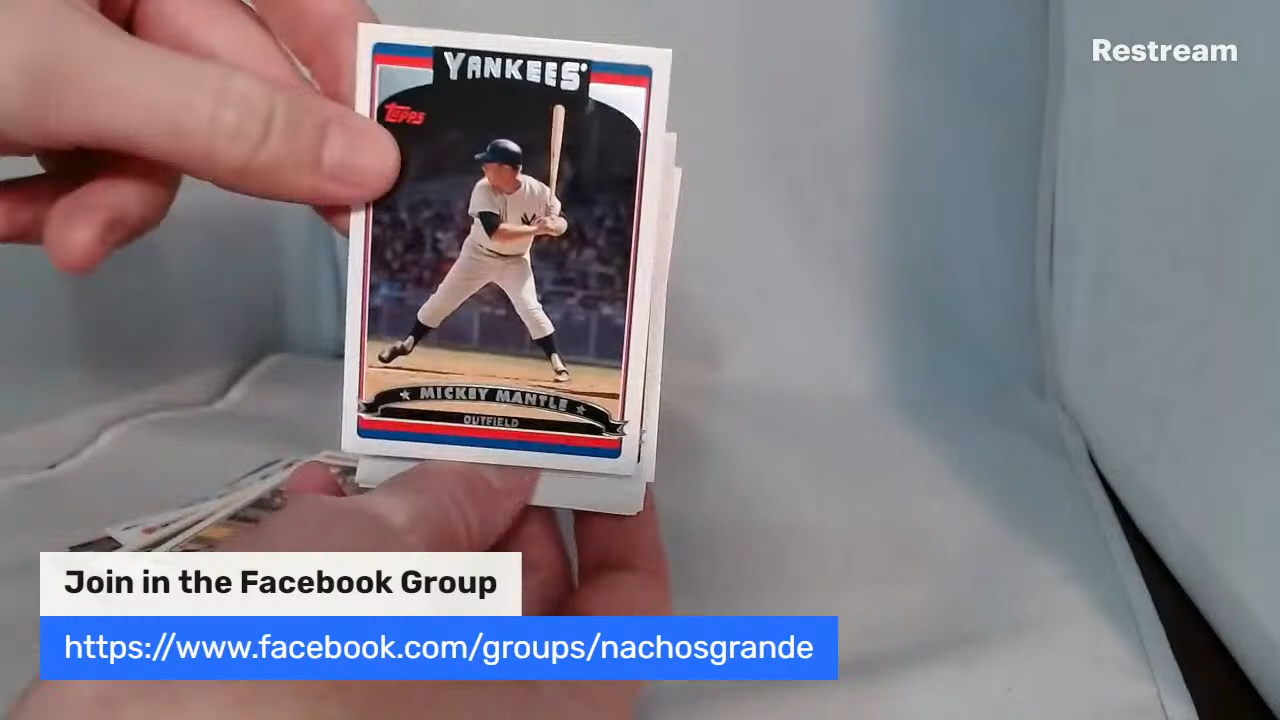 Restream
YANKEES
Topps
MICKEY MANTLE
OUTFIELD
Join in the Facebook Group
https://www.facebook.com/groups/nachosgrande